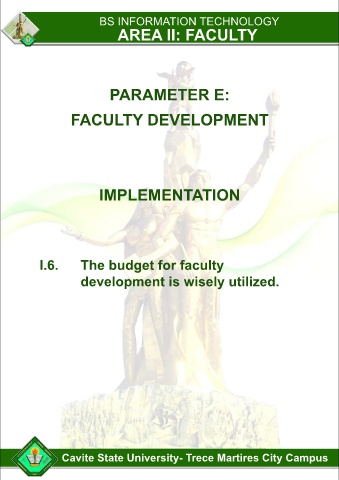 BS INFORMATION TECHNOLOGY
AREA II: FACULTY
PARAMETER E:
FACULTY DEVELOPMENT
IMPLEMENTATION
I.6. The budget for faculty
development is wisely utilized.
Cavite State University- Trece Martires City Campus